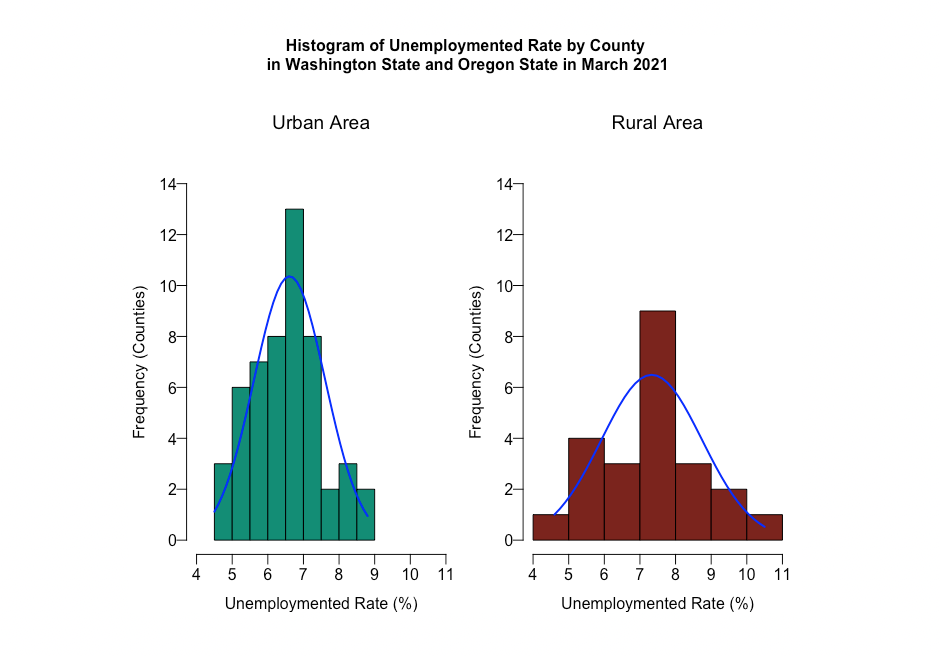 Histogram of Unemploymented Rate by County
in Washington State and Oregon State in March 2021
Urban Area
Rural Area
14
12
10
8
6
4
2
0
Frequency (Counties)
4 5 6 7 8 9 10 11
Unemploymented Rate (%)
14
12
10
8
6
4
2
0
Frequency (Counties)
4 5 6 7 8 9 10 11
Unemploymented Rate (%)